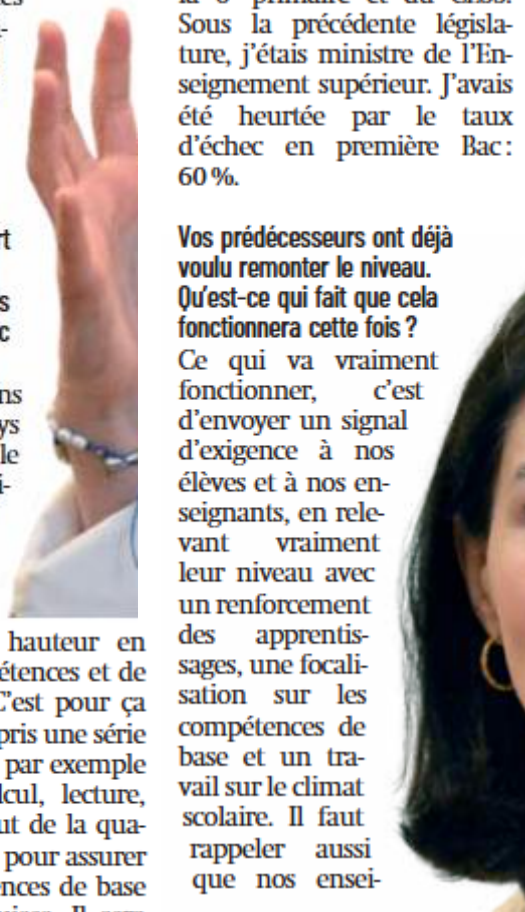 rt
s
c
ns
ys
le
i-
hauteur en
étences et de
C'est pour ça
pris une série
par exemple
lcul, lecture,
ut de la qua-
pour assurer
ences de base
la 6e primaire et du CESS.
Sous la précédente législa-
ture, j'étais ministre de l'En-
seignement supérieur. J'avais
été heurtée par le taux
d'échec en première Bac :
60 %.
Vos prédécesseurs ont déjà
voulu remonter le niveau.
Qu'est-ce qui fait que cela
fonctionnera cette fois ?
Ce qui va vraiment
fonctionner, c'est
d'envoyer un signal
d'exigence à nos
élèves et à nos en-
seignants, en rele-
vant vraiment
leur niveau avec
un renforcement
des apprentis-
sages, une focali-
sation sur les
compétences de
base et un tra-
vail sur le climat
scolaire. Il faut
rappeler aussi
que nos ensei-